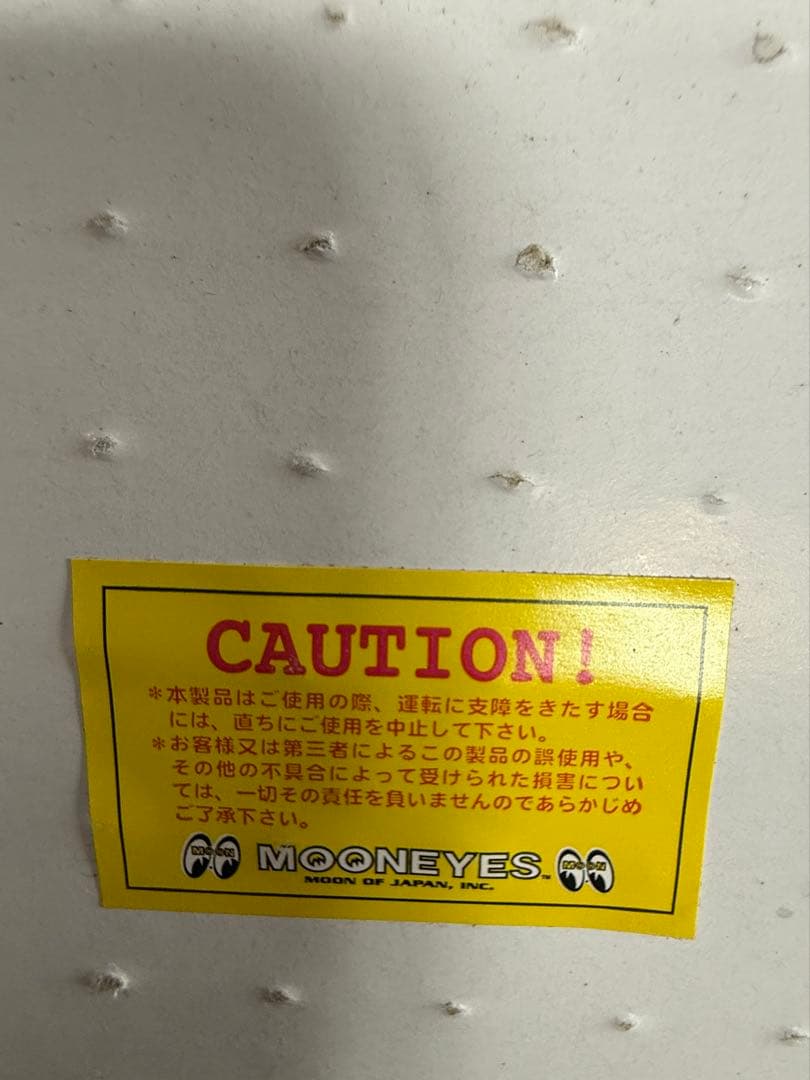 CAUTION!
＊本製品はご使用の際、運転に支障をきたす場合
には、直ちにご使用を中止して下さい。
＊お客様又は第三者によるこの製品の誤使用や、
その他の不具合によって受けられた損害につい
ては、一切その責任を負いませんのであらかじめ
ご了承下さい。
MOON MOONEYES™ MOON
MOON OF JAPAN, INC.